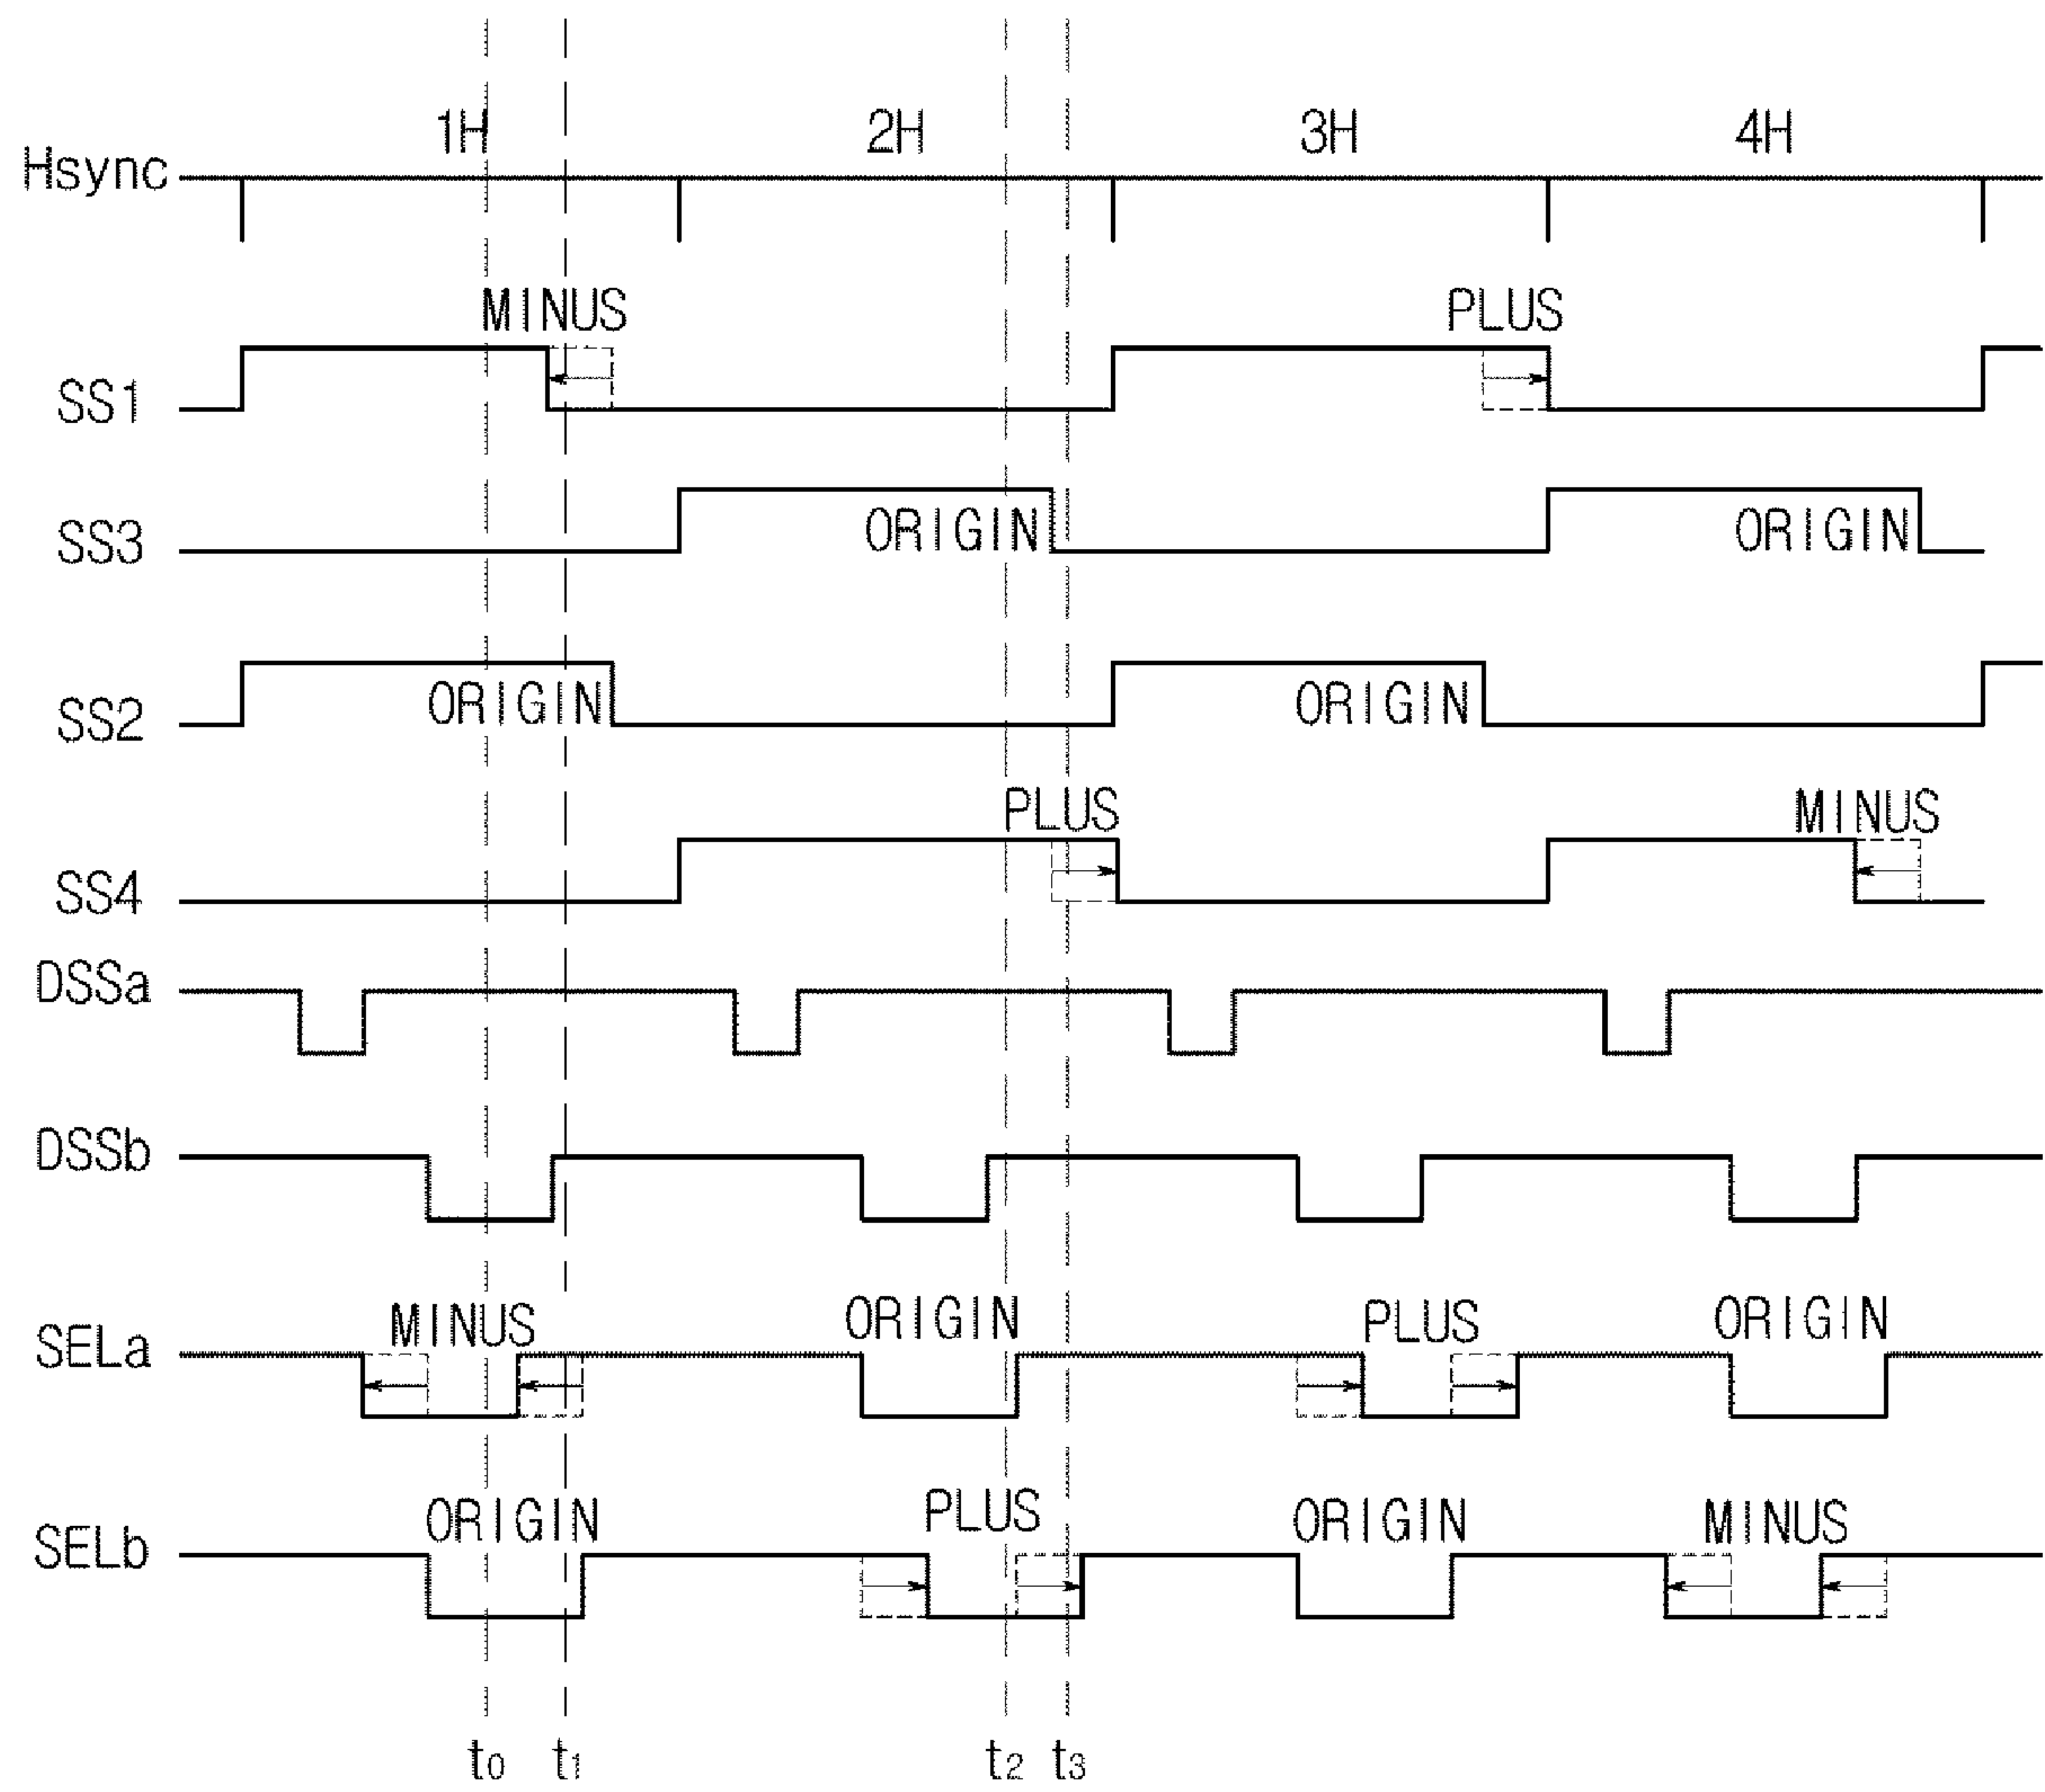 1H 2H 3H 4H
Hsync
MINUS PLUS
SS1
SS3 ORIGIN ORIGIN
SS2 ORIGIN ORIGIN
PLUS MINUS
SS4
DSSa
DSSb
SELa MINUS ORIGIN PLUS ORIGIN
SELb ORIGIN PLUS ORIGIN MINUS
t0 t1 t2 t3